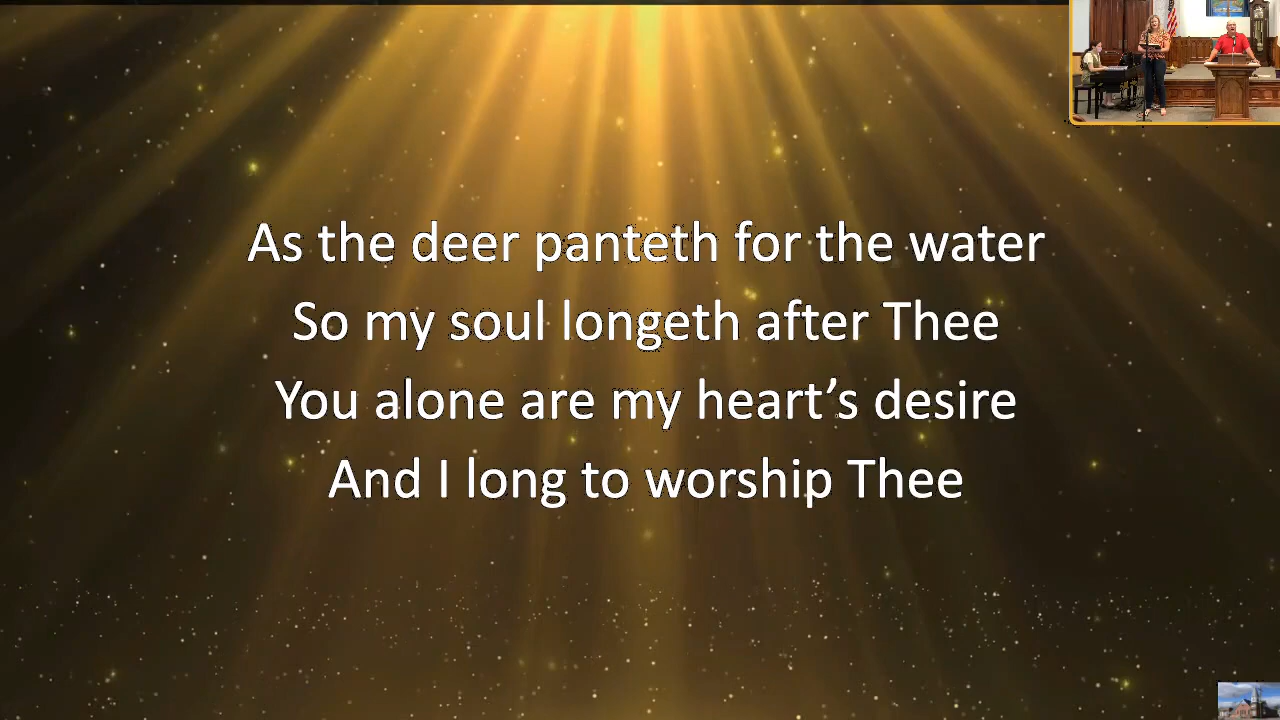 As the deer panteth for the water
So my soul longeth after Thee
You alone are my heart’s desire
And I long to worship Thee